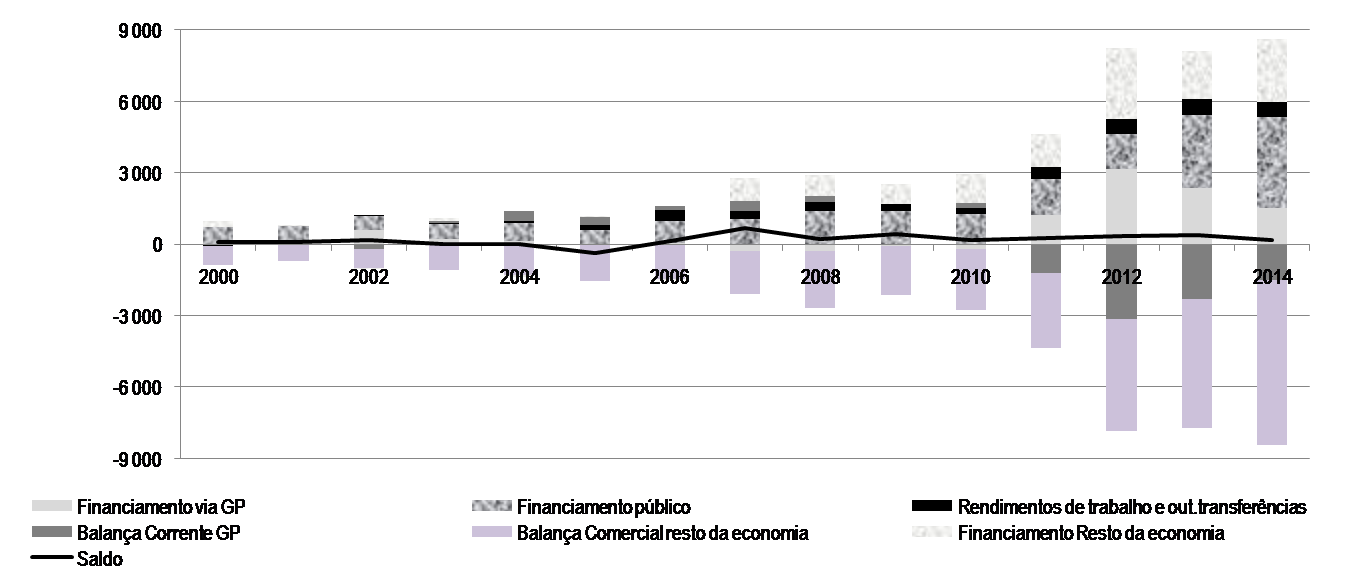 9 000
6 000
3 000
0
-3 000
-6 000
-9 000
2000 2002 2004 2006 2008 2010 2012 2014
Financiamento via GP Financiamento público Rendimentos de trabalho e out.transferências
Balança Corrente GP Balança Comercial resto da economia Financiamento Resto da economia
Saldo